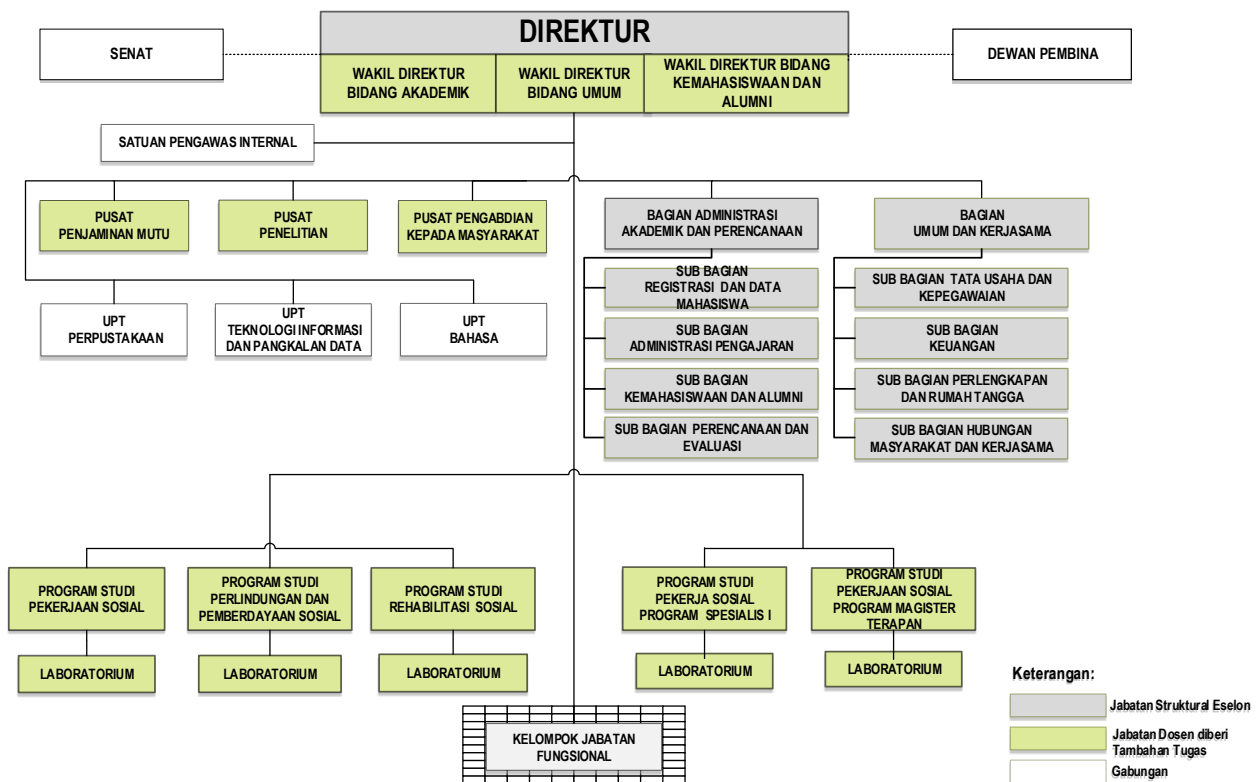 DIREKTUR
SENAT
DEWAN PEMBINA
WAKIL DIREKTUR
BIDANG AKADEMIK
WAKIL DIREKTUR
BIDANG UMUM
WAKIL DIREKTUR BIDANG
KEMAHASISWAAN DAN
ALUMNI
SATUAN PENGAWAS INTERNAL
PUSAT
PENJAMINAN MUTU
PUSAT
PENELITIAN
PUSAT PENGABDIAN
KEPADA MASYARAKAT
BAGIAN ADMINISTRASI
AKADEMIK DAN PERENCANAAN
BAGIAN
UMUM DAN KERJASAMA
SUB BAGIAN
REGISTRASI DAN DATA
MAHASISWA
SUB BAGIAN TATA USAHA DAN
KEPEGAWAIAN
UPT
PERPUSTAKAAN
UPT
TEKNOLOGI INFORMASI
DAN PANGKALAN DATA
UPT
BAHASA
SUB BAGIAN
ADMINISTRASI PENGAJARAN
SUB BAGIAN
KEUANGAN
SUB BAGIAN
KEMAHASISWAAN DAN ALUMNI
SUB BAGIAN PERLENGKAPAN
DAN RUMAH TANGGA
SUB BAGIAN PERENCANAAN DAN
EVALUASI
SUB BAGIAN HUBUNGAN
MASYARAKAT DAN KERJASAMA
PROGRAM STUDI
PEKERJAAN SOSIAL
PROGRAM STUDI
PERLINDUNGAN DAN
PEMBERDAYAAN SOSIAL
PROGRAM STUDI
REHABILITASI SOSIAL
PROGRAM STUDI
PEKERJA SOSIAL
PROGRAM SPESIALIS I
PROGRAM STUDI
PEKERJAAN SOSIAL
PROGRAM MAGISTER
TERAPAN
LABORATORIUM
LABORATORIUM
LABORATORIUM
LABORATORIUM
LABORATORIUM
KELOMPOK JABATAN
FUNGSIONAL
Keterangan:
Jabatan Struktural Eselon
Jabatan Dosen diberi
Tambahan Tugas
Gabungan